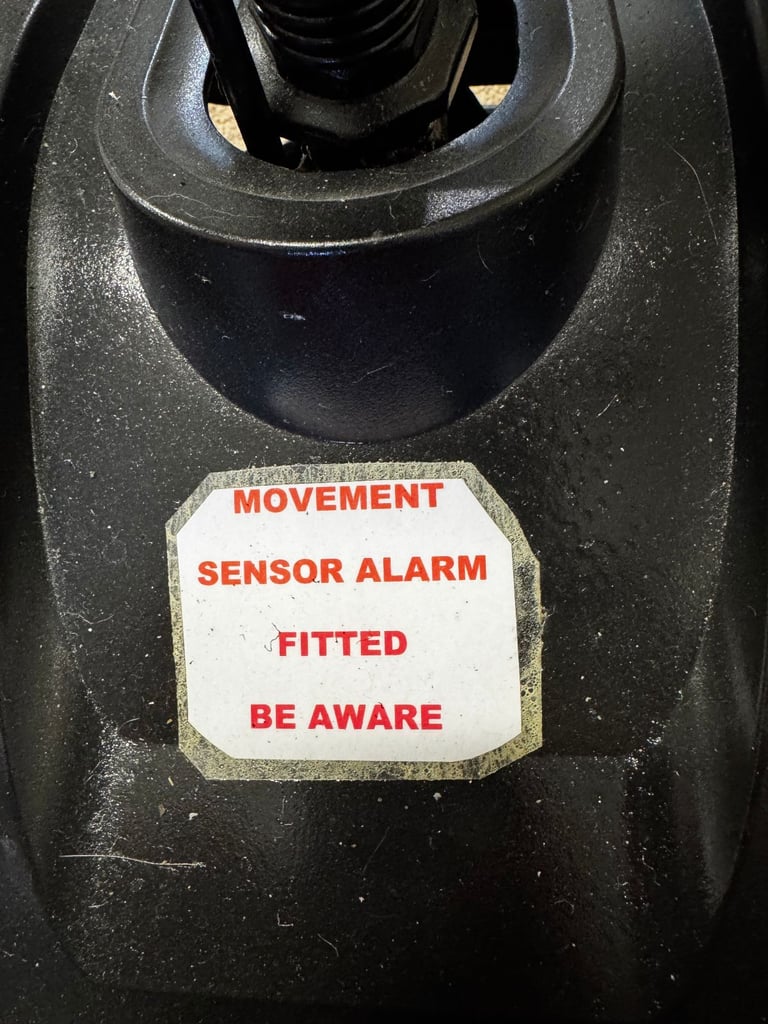 MOVEMENT
SENSOR ALARM
FITTED
BE AWARE